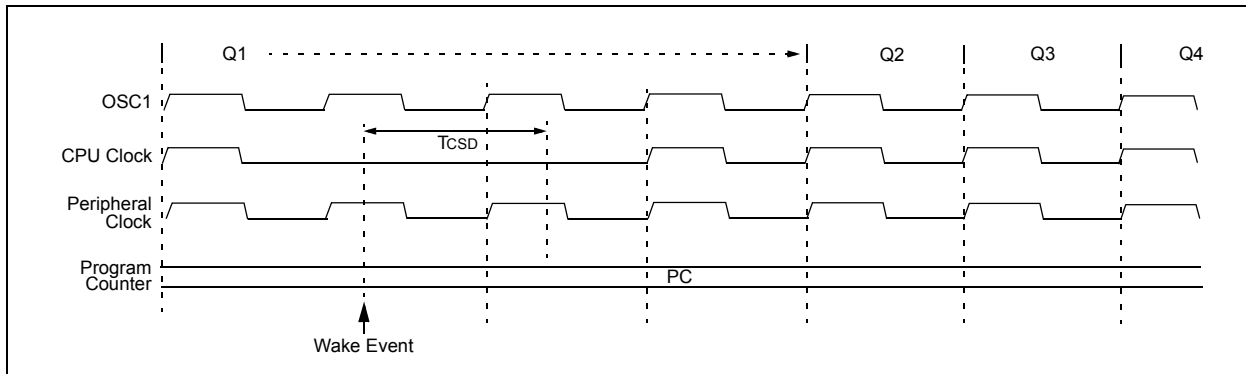 Q1 Q2 Q3 Q4
OSC1
TCSD
CPU Clock
Peripheral
Clock
Program
Counter
PC
Wake Event